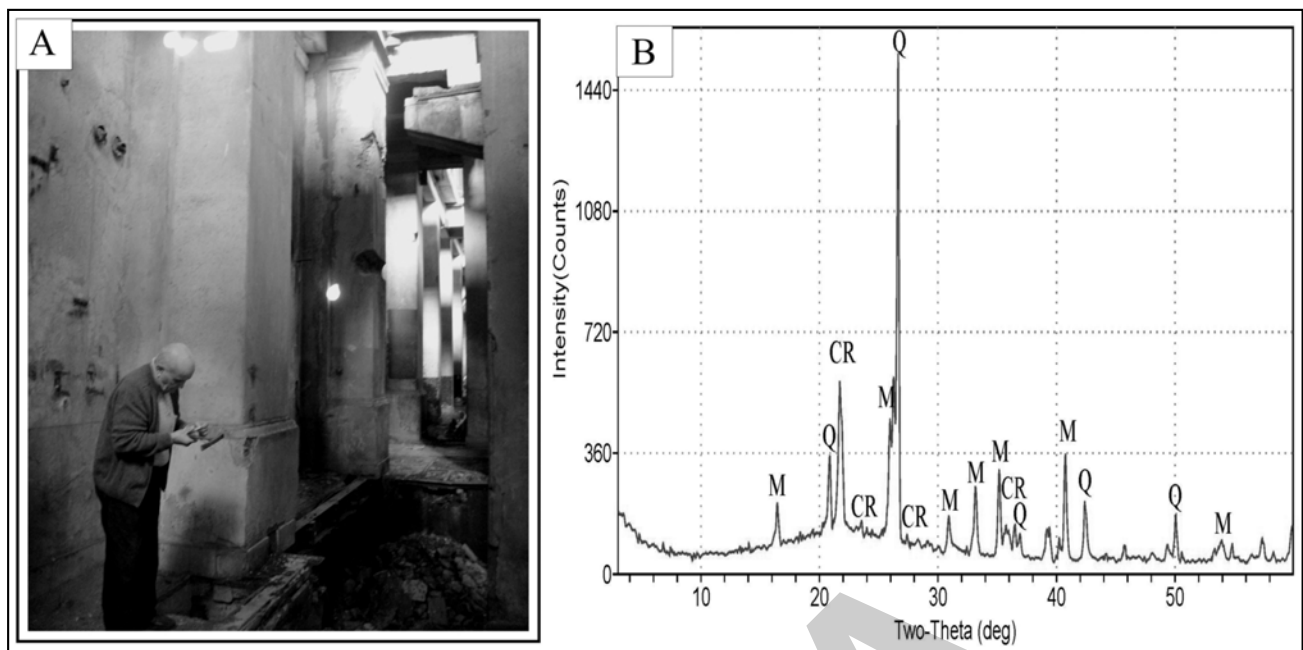 A
B
Q
1440
1080
Intensity(Counts)
720
CR
M
Q
360
M
M
CR
Q
M
M
CR
CR
Q
M
Q
M
0
10
20
30
40
50
Two-Theta (deg)